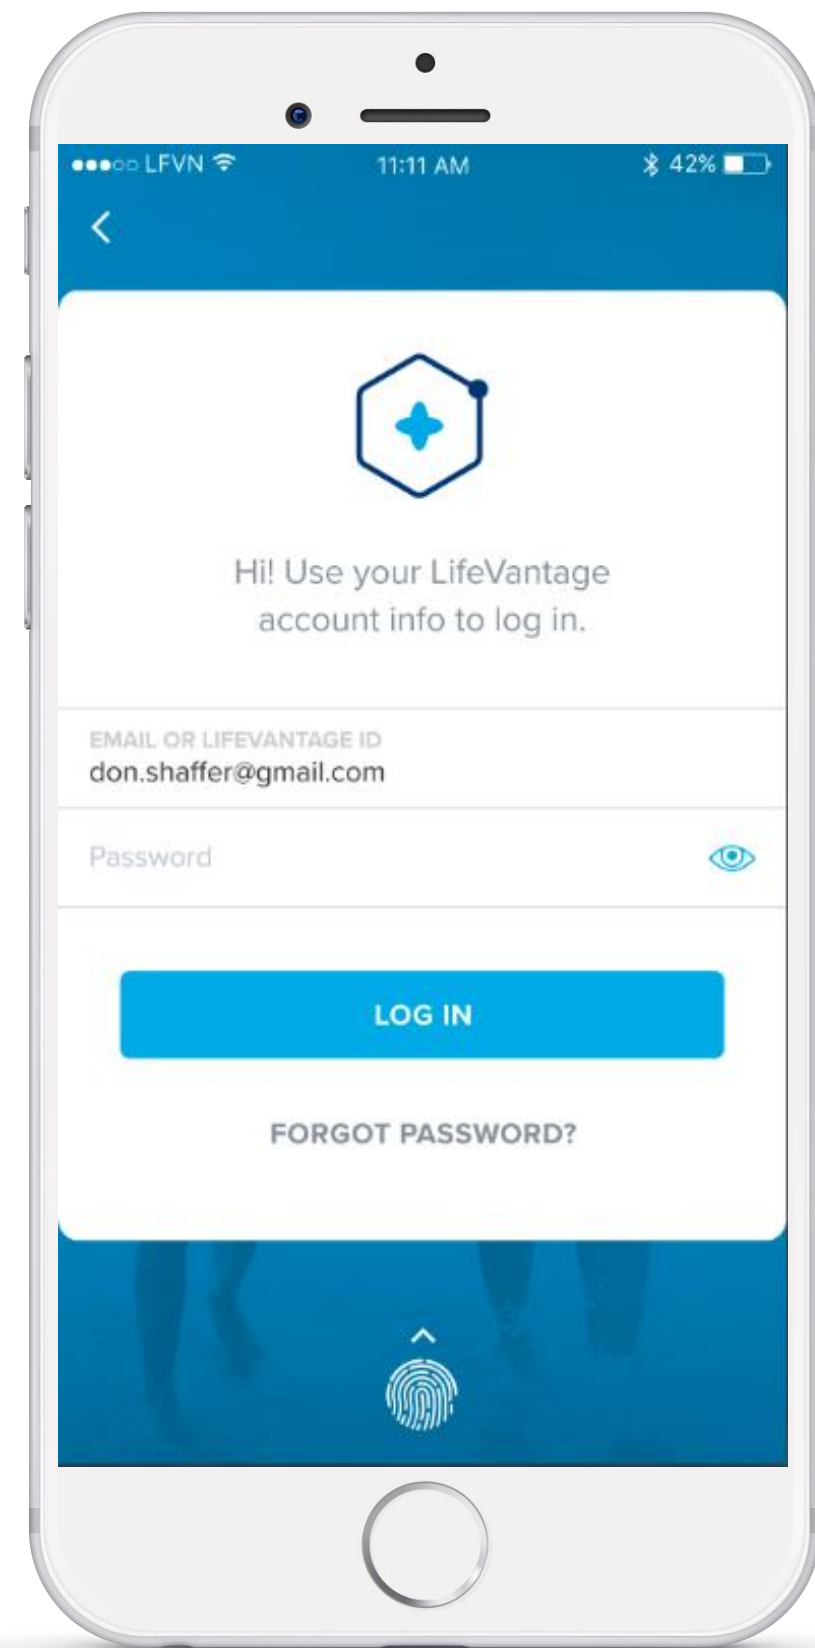 LFVN
11:11 AM
42%
Hi! Use your LifeVantage
account info to log in.
EMAIL OR LIFEVANTAGE ID
don.shaffer@gmail.com
Password
LOG IN
FORGOT PASSWORD?